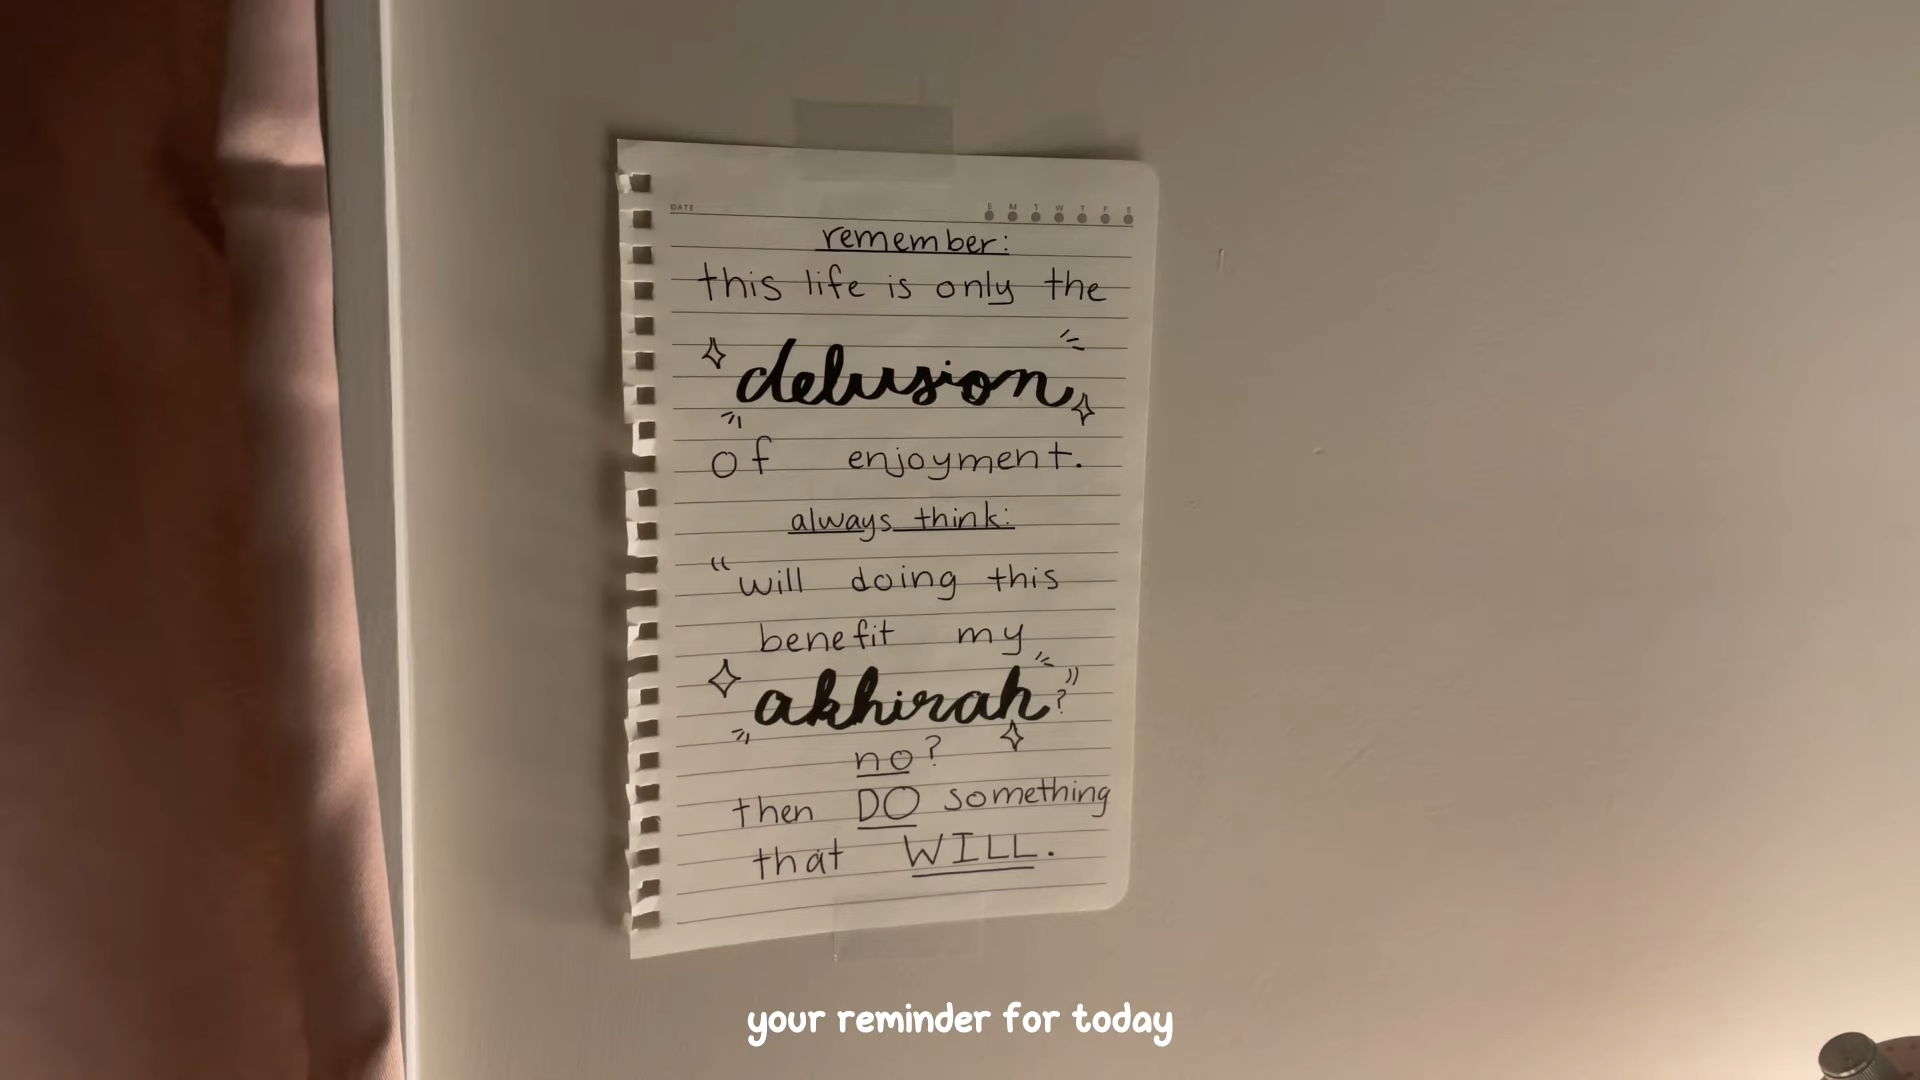 DATE
S M T W T F S
remember:
this life is only the
delusion
of enjoyment.
always think:
"will doing this
benefit my
akhirah?"
no?
then DO something
that WILL.
your reminder for today